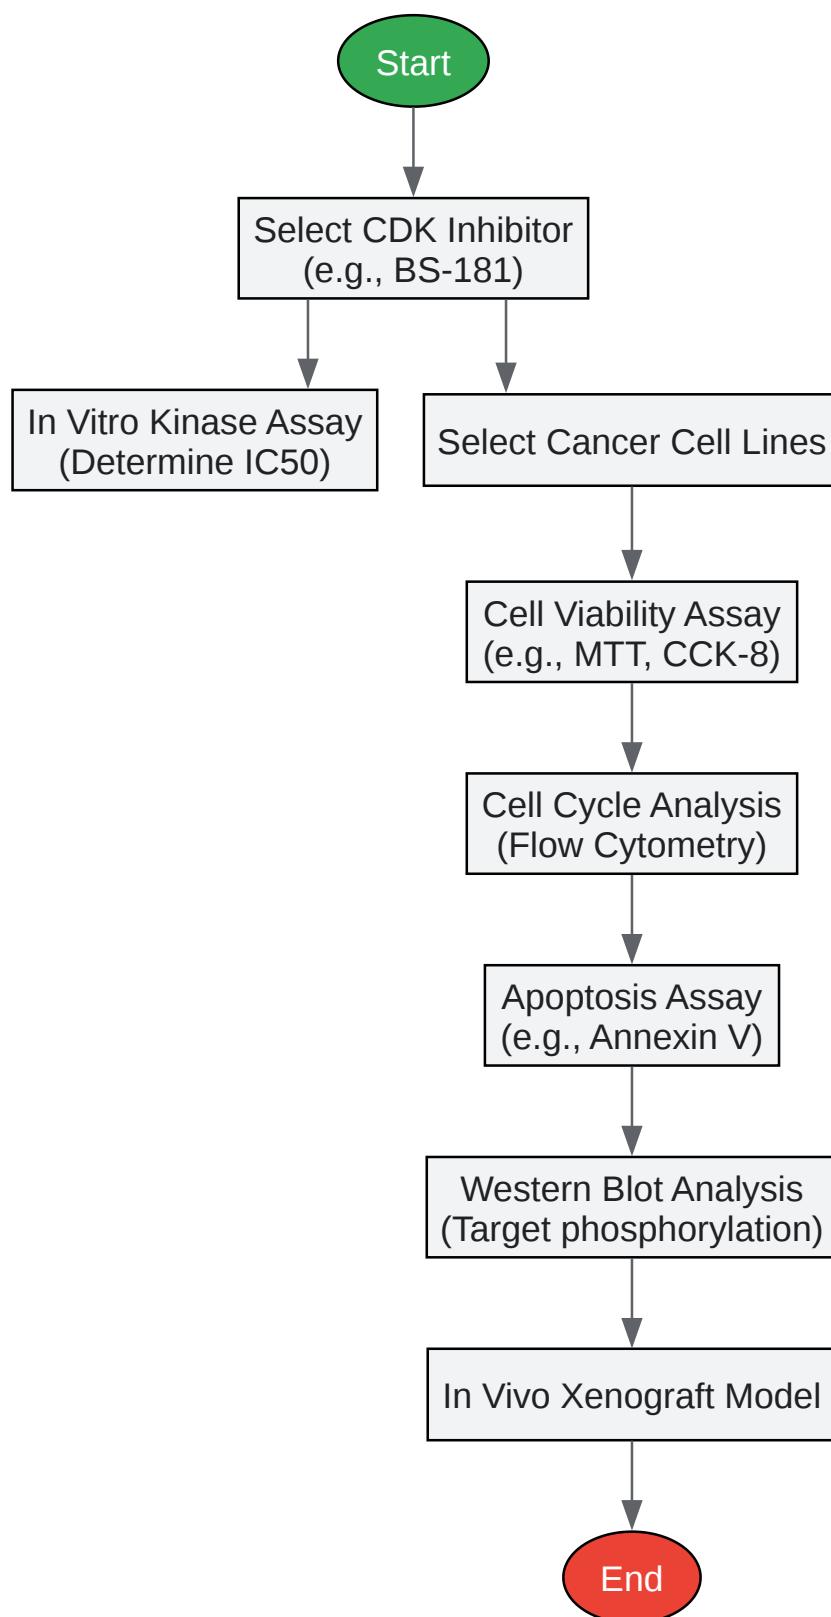 Start
Select CDK Inhibitor
(e.g., BS-181)
In Vitro Kinase Assay
(Determine IC50)
Select Cancer Cell Lines
Cell Viability Assay
(e.g., MTT, CCK-8)
Cell Cycle Analysis
(Flow Cytometry)
Apoptosis Assay
(e.g., Annexin V)
Western Blot Analysis
(Target phosphorylation)
In Vivo Xenograft Model
End